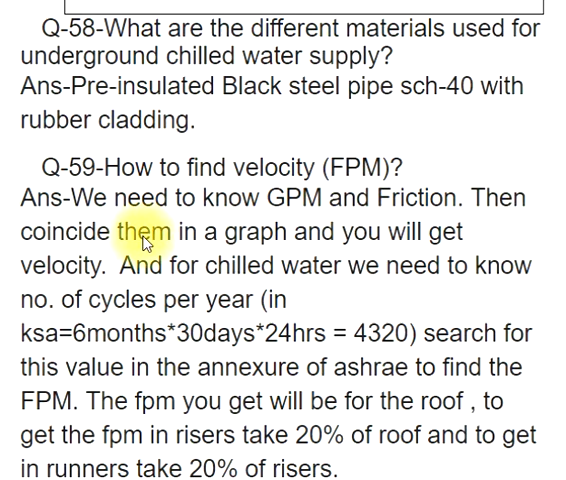 Q-58-What are the different materials used for
underground chilled water supply?
Ans-Pre-insulated Black steel pipe sch-40 with
rubber cladding.
Q-59-How to find velocity (FPM)?
Ans-We need to know GPM and Friction. Then
coincide them in a graph and you will get
velocity.  And for chilled water we need to know
no. of cycles per year (in
ksa=6months*30days*24hrs = 4320) search for
this value in the annexure of ashrae to find the
FPM. The fpm you get will be for the roof , to
get the fpm in risers take 20% of roof and to get
in runners take 20% of risers.